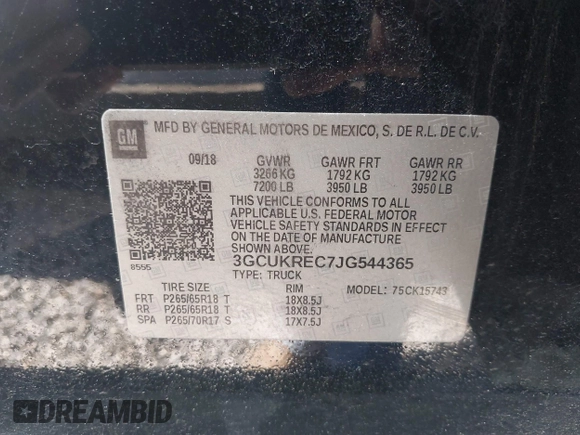 GM
MFD BY GENERAL MOTORS DE MEXICO, S. DE R.L. DE C.V.
09/18 GVWR GAWR FRT GAWR RR
3266 KG 1792 KG 1792 KG
7200 LB 3950 LB 3950 LB
THIS VEHICLE CONFORMS TO ALL
APPLICABLE U.S. FEDERAL MOTOR
VEHICLE SAFETY STANDARDS IN EFFECT
ON THE DATE OF MANUFACTURE
SHOWN ABOVE.
8555 3GCUKREC7JG544365
TYPE: TRUCK
TIRE SIZE RIM MODEL: 75CK15743
FRT P265/65R18 T 18X8.5J
RR P265/65R18 T 18X8.5J
SPA P265/70R17 S 17X7.5J
DREAMBID